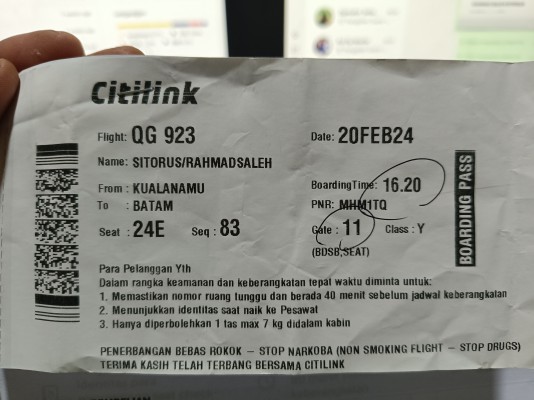 Citilink
Flight: QG 923 Date: 20FEB24
Name: SITORUS/RAHMADSALEH
From : KUALANAMU BoardingTime: 16.20
To : BATAM PNR: MHM1TQ
Seat : 24E Seq : 83 Gate : 11 Class : Y
(BDSB,SEAT)
BOARDING PASS
Para Pelanggan Yth
Dalam rangka keamanan dan keberangkatan tepat waktu diminta untuk:
1. Memastikan nomor ruang tunggu dan berada 40 menit sebelum jadwal keberangkatan
2. Menunjukkan identitas saat naik ke Pesawat
3. Hanya diperbolehkan 1 tas max 7 kg didalam kabin
PENERBANGAN BEBAS ROKOK – STOP NARKOBA (NON SMOKING FLIGHT – STOP DRUGS)
TERIMA KASIH TELAH TERBANG BERSAMA CITILINK